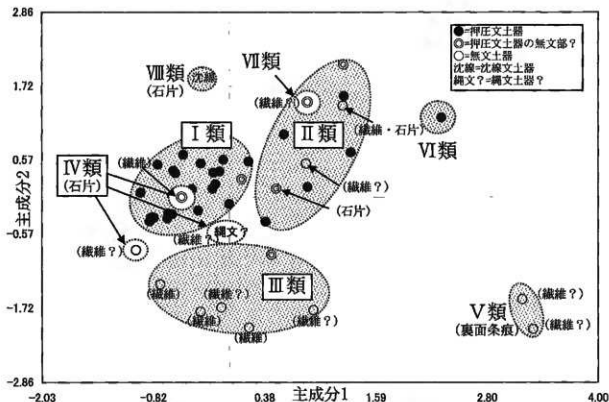 2.86
1.72
0.57
-0.57
-1.72
-2.86
主成分2
-2.03
-0.82
0.38
1.59
2.80
4.00
主成分1
●=押圧文土器
◎=押圧文土器の無文部？
○=無文土器
沈線=沈線文土器
縄文？=縄文土器？
Ⅷ類
(石片)
沈線
Ⅶ類
(繊維？)
Ⅰ類
Ⅱ類
(繊維・石片)
Ⅵ類
Ⅳ類
(石片)
(繊維)
(繊維？)
(石片)
(繊維？)
縄文？
(繊維？)
Ⅲ類
(繊維)
(繊維？)
(繊維)
(繊維)
(繊維？)
Ⅴ類
(裏面条痕)
(繊維？)
(繊維？)